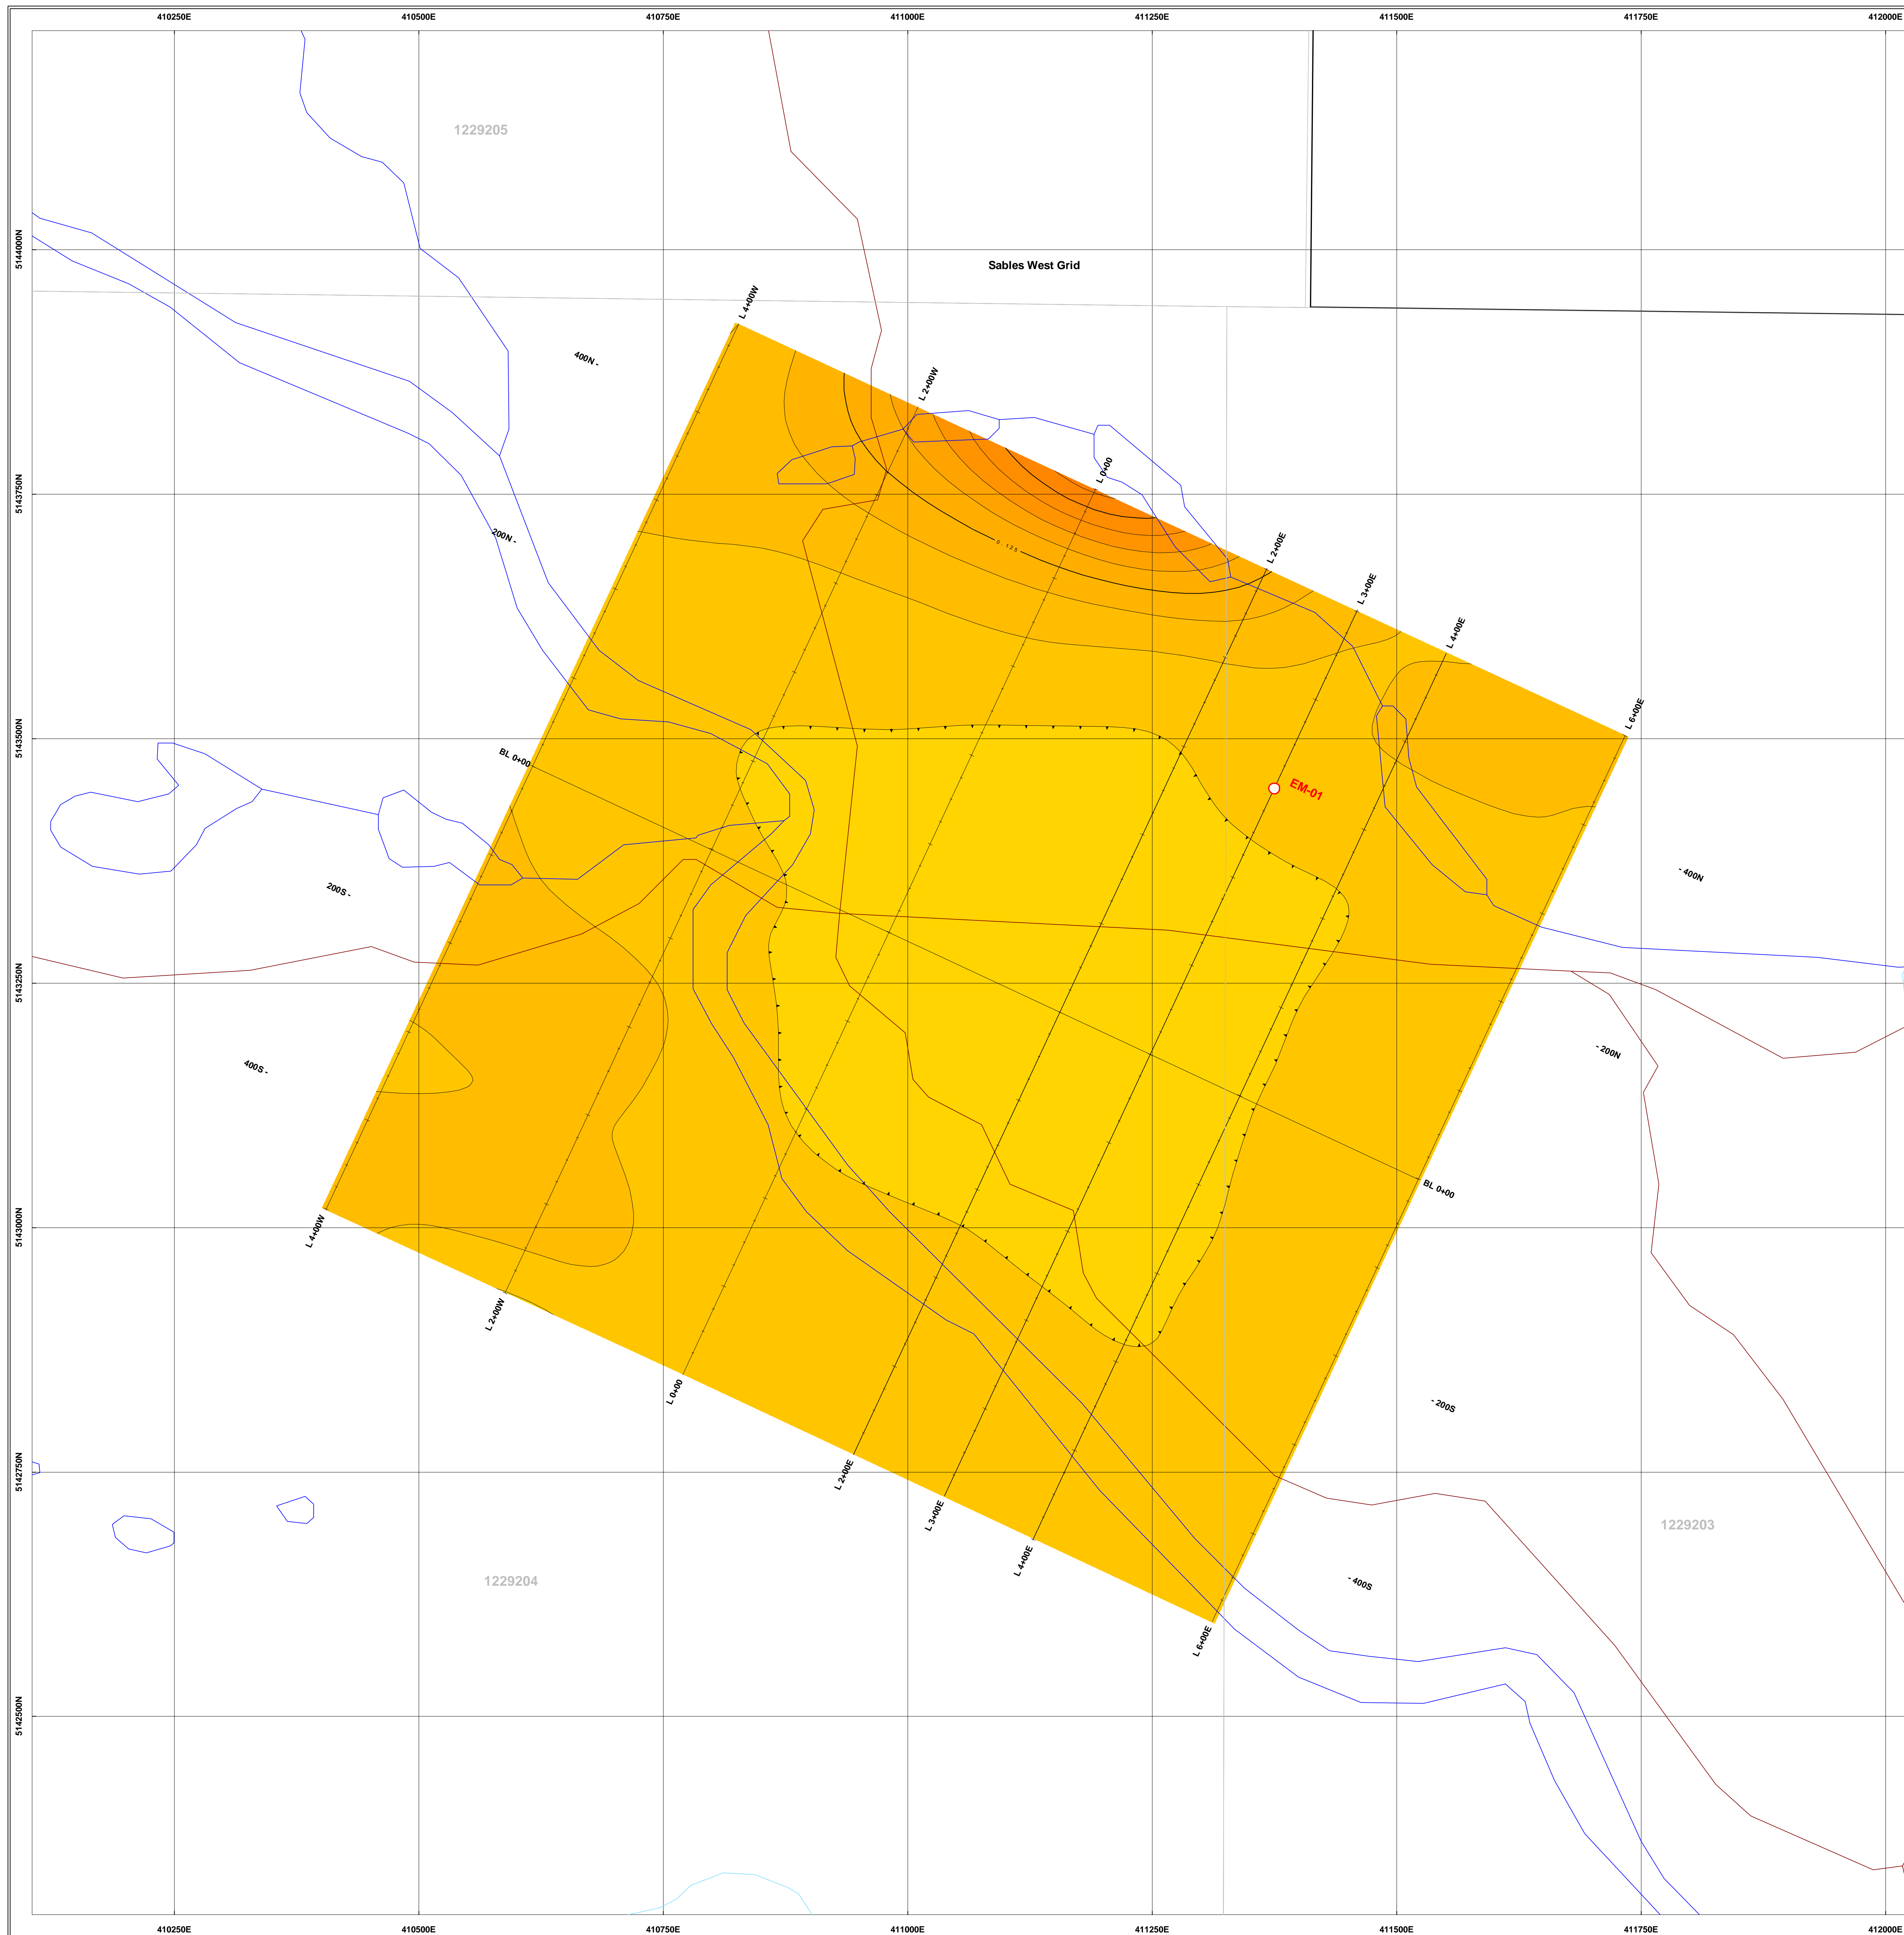 410250E 410500E 410750E 411000E 411250E 411500E 411750E 412000E
1229205
5144000N
Sables West Grid
L 4+00W
400N -
L 2+00W
L 0+00
5143750N
200N -
0.125
L 2+00E
L 3+00E
L 4+00E
L 6+00E
5143500N
BL 0+00
EM-01
200S -
- 400N
5143250N
400S -
- 200N
BL 0+00
5143000N
L 4+00W
L 2+00W
L 0+00
- 200S
5142750N
L 2+00E
L 3+00E
1229203
L 4+00E
1229204
- 400S
L 6+00E
5142500N
410250E 410500E 410750E 411000E 411250E 411500E 411750E 412000E